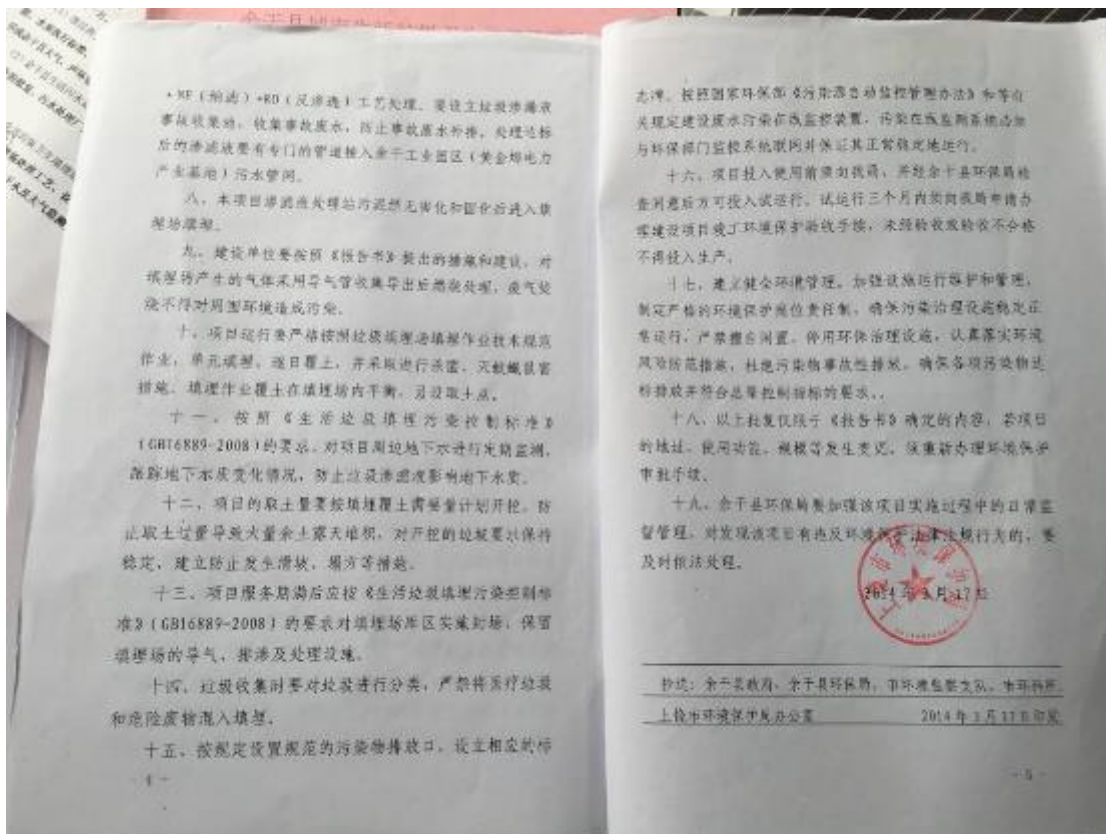 +NF(纳滤)+RO(反渗透)工艺处理。要设立垃圾渗滤液
事故收集池,收集事故废水,防止事故废水外排。处理达标
后的渗滤液要有专门的管道接入余干工业园区(黄金埠电力
产业基地)污水管网。
八、本项目渗滤液处理站污泥经无害化和固化后进入填
埋场填埋。
九、建设单位要按照《报告书》提出的措施和建议,对
填埋场产生的气体采用导气管收集导出后燃烧处理,废气焚
烧不得对周围环境造成污染。
十、项目运行要严格按照垃圾填埋场填埋作业技术规范
作业,单元填埋,逐日覆土,并采取进行杀菌、灭蚊蝇鼠害
措施。填埋作业覆土在填埋场内平衡,另设取土点。
十一、按照《生活垃圾填埋污染控制标准》
(GB16889-2008)的要求,对项目周边地下水进行定期监测,
跟踪地下水质变化情况,防止垃圾渗滤液影响地下水质。
十二、项目的取土量要按填埋覆土需要量计划开挖,防
止取土过量导致大量余土露天堆积,对开挖的边坡要求保持
稳定,建立防止发生滑坡、塌方等措施。
十三、项目服务期满后应按《生活垃圾填埋污染控制标
准》(GB16889-2008)的要求对填埋场库区实施封场,保留
填埋场的导气、排渗及处理设施。
十四、垃圾收集时要对垃圾进行分类,严禁将医疗垃圾
和危险废物混入填埋。
十五、按规定设置规范的污染物排放口,设立相应的标
- 4 -
志牌。按照国家环保部《污染源自动监控管理办法》和等有
关规定建设废水污染在线监控装置,污染在线监测系统必须
与环保部门监控系统联网并保证其正常稳定地运行。
十六、项目投入使用前须向我局,并经余干县环保局检
查同意后方可投入试运行。试运行三个月内须向我局申请办
理建设项目竣工环境保护验收手续,未经验收或验收不合格
不得投入生产。
十七、建立健全环境管理。加强设施运行维护和管理,
制定严格的环境保护岗位责任制,确保污染治理设施稳定正
常运行,严禁擅自闲置、停用环保治理设施,认真落实环境
风险防范措施,杜绝污染物事故性排放,确保各项污染物达
标排放并符合总量控制指标的要求。。
十八、以上批复仅限于《报告书》确定的内容,若项目
的地址、使用功能、规模等发生变更,须重新办理环境保护
审批手续。
十九、余干县环保局要加强该项目实施过程中的日常监
督管理,对发现该项目有违反环境保护法律法规行为的,要
及时依法处理。
2014年3月17日
抄送:余干县政府、余干县环保局、市环境监察支队、市环科所
上饶市环境保护局办公室 2014年3月17日印发
- 5 -